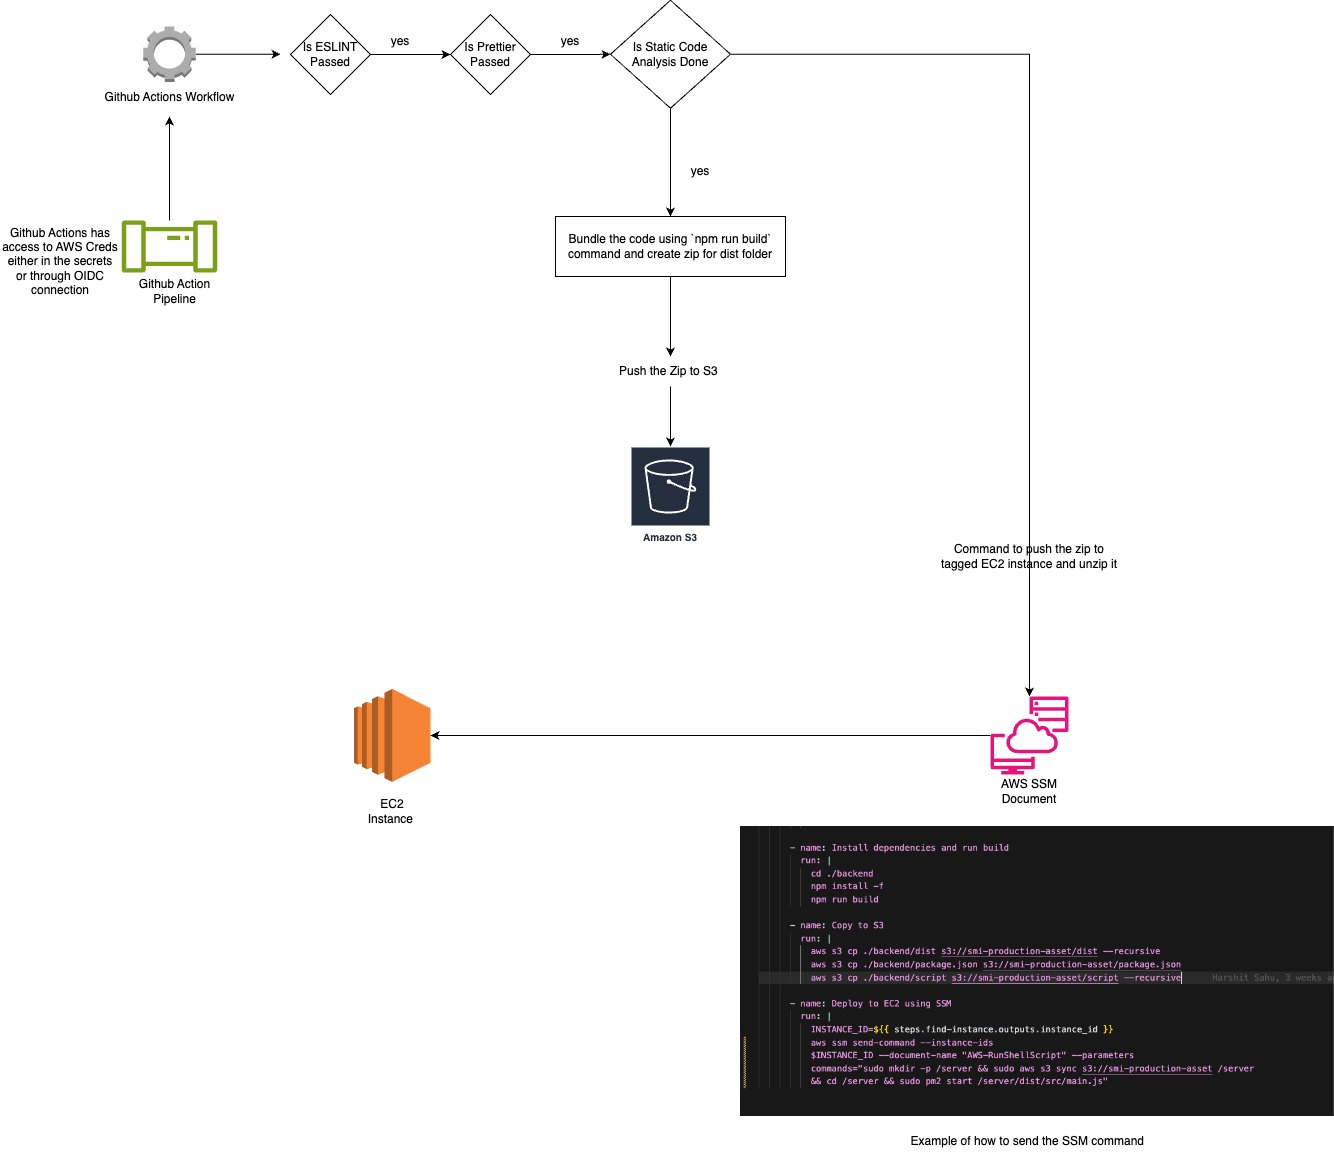 Is ESLINT
Passed
yes
Is Prettier
Passed
yes
Is Static Code
Analysis Done
Github Actions Workflow
yes
Github Actions has
access to AWS Creds
either in the secrets
or through OIDC
connection
Github Action
Pipeline
Bundle the code using `npm run build`
command and create zip for dist folder
Push the Zip to S3
Amazon S3
Command to push the zip to
tagged EC2 instance and unzip it
EC2
Instance
AWS SSM
Document
- name: Install dependencies and run build
run: |
cd ./backend
npm install -f
npm run build
- name: Copy to S3
run: |
aws s3 cp ./backend/dist s3://smi-production-asset/dist --recursive
aws s3 cp ./backend/package.json s3://smi-production-asset/package.json
aws s3 cp ./backend/script s3://smi-production-asset/script --recursive Harshit Sahu, 3 weeks
- name: Deploy to EC2 using SSM
run: |
INSTANCE_ID=${{ steps.find-instance.outputs.instance_id }}
aws ssm send-command --instance-ids
$INSTANCE_ID --document-name "AWS-RunShellScript" --parameters
commands="sudo mkdir -p /server && sudo aws s3 sync s3://smi-production-asset /server
&& cd /server && sudo pm2 start /server/dist/src/main.js"
Example of how to send the SSM command